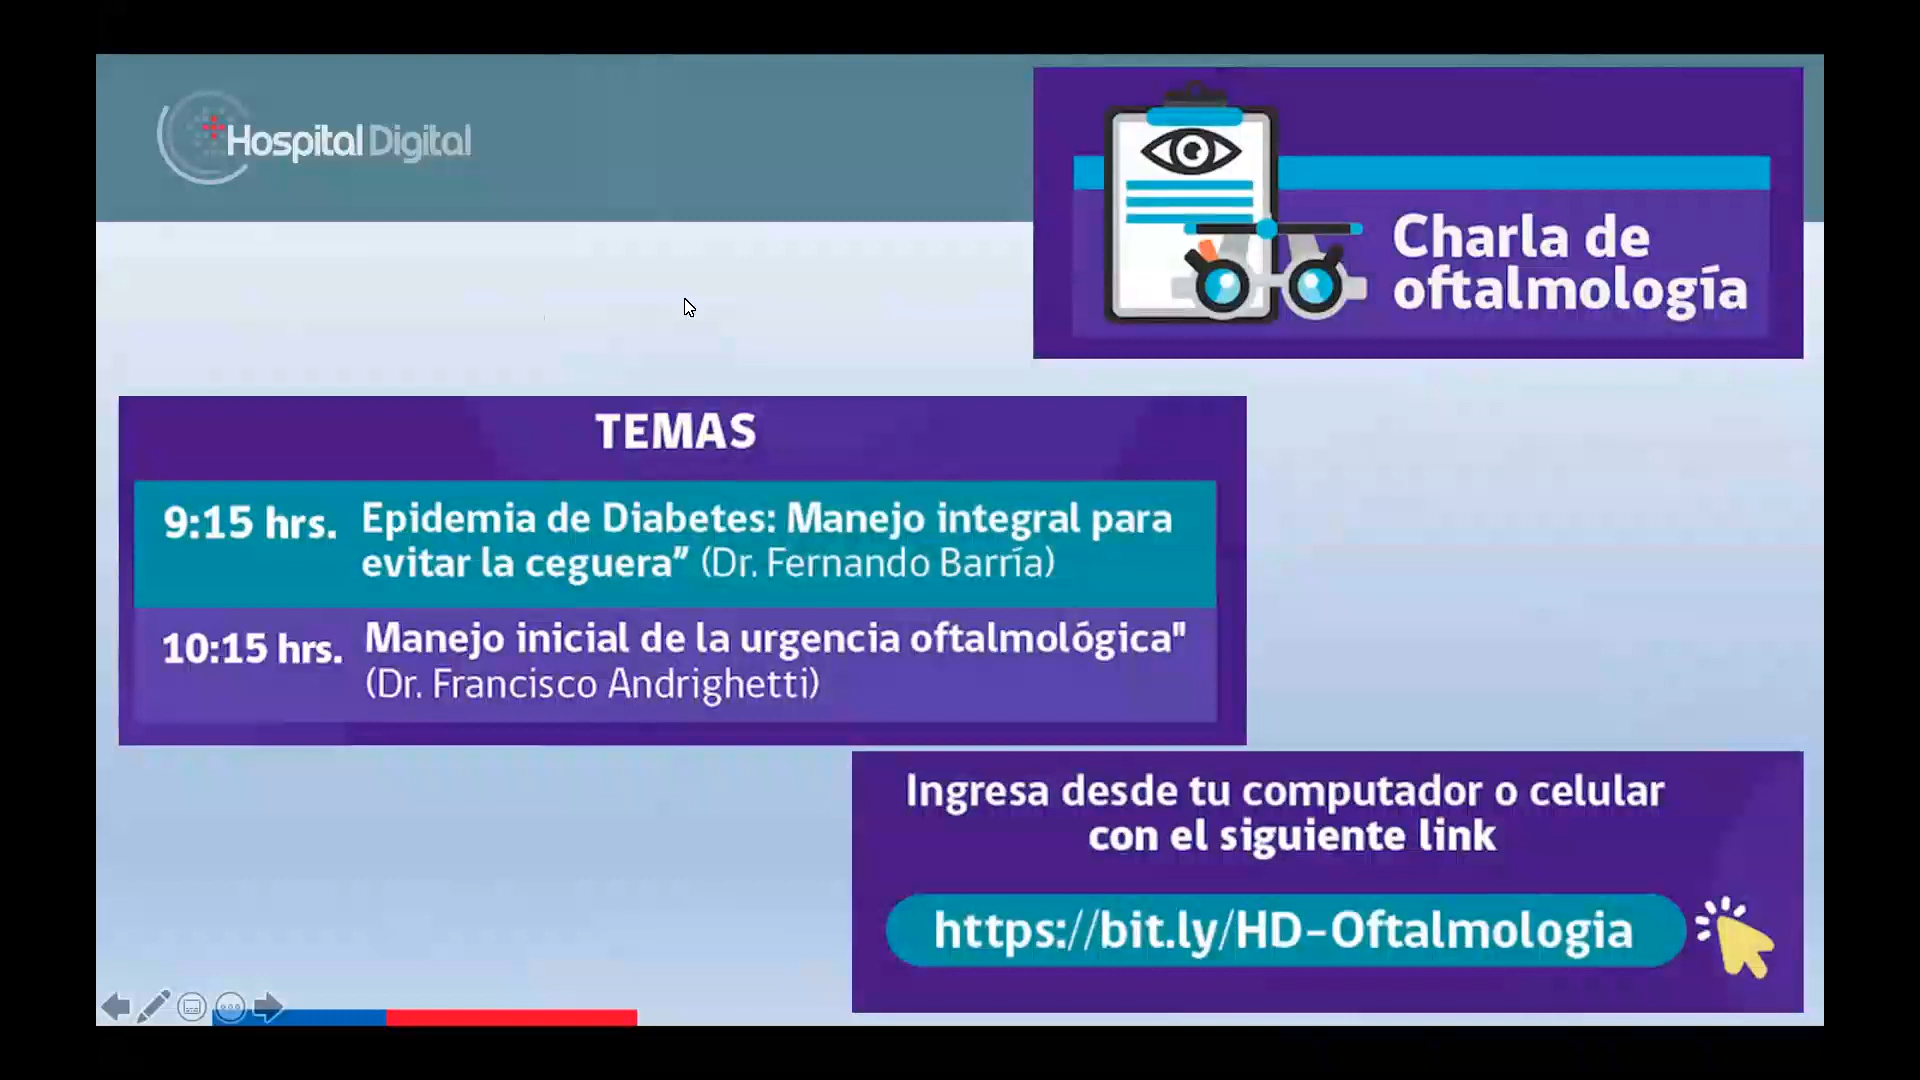 Hospital Digital
Charla de
oftalmología
TEMAS
9:15 hrs.
Epidemia de Diabetes: Manejo integral para
evitar la ceguera” (Dr. Fernando Barría)
10:15 hrs.
Manejo inicial de la urgencia oftalmológica"
(Dr. Francisco Andrighetti)
Ingresa desde tu computador o celular
con el siguiente link
https://bit.ly/HD-Oftalmologia